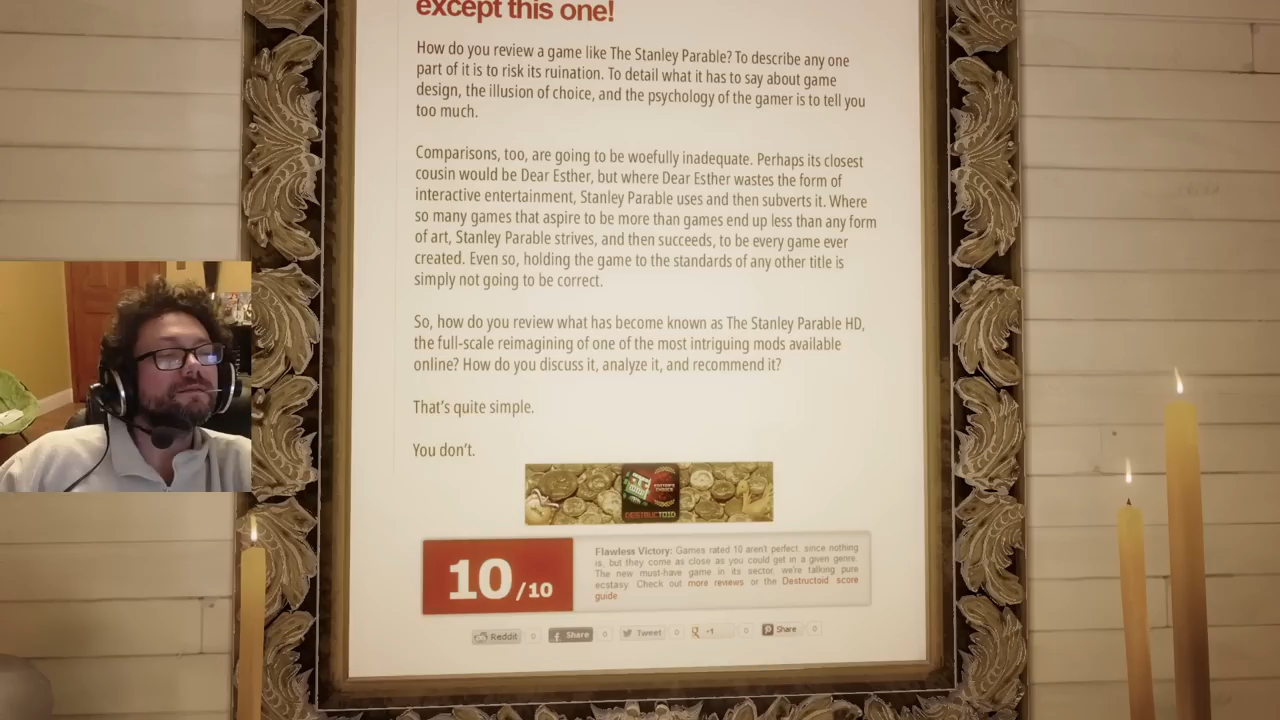 except this one!
How do you review a game like The Stanley Parable? To describe any one
part of it is to risk its ruination. To detail what it has to say about game
design, the illusion of choice, and the psychology of the gamer is to tell you
too much.
Comparisons, too, are going to be woefully inadequate. Perhaps its closest
cousin would be Dear Esther, but where Dear Esther wastes the form of
interactive entertainment, Stanley Parable uses and then subverts it. Where
so many games that aspire to be more than games end up less than any form
of art, Stanley Parable strives, and then succeeds, to be every game ever
created. Even so, holding the game to the standards of any other title is
simply not going to be correct.
So, how do you review what has become known as The Stanley Parable HD,
the full-scale reimagining of one of the most intriguing mods available
online? How do you discuss it, analyze it, and recommend it?
That's quite simple.
You don't.
EDITOR'S
CHOICE
DESTRUCTOID
10/10
Flawless Victory: Games rated 10 aren't perfect, since nothing
is, but they come as close as you could get in a given genre.
The new must-have game in its sector, we're talking pure
ecstasy. Check out more reviews or the Destructoid score
guide
Reddit 0 Share 0 Tweet 0 +1 0 Share 0